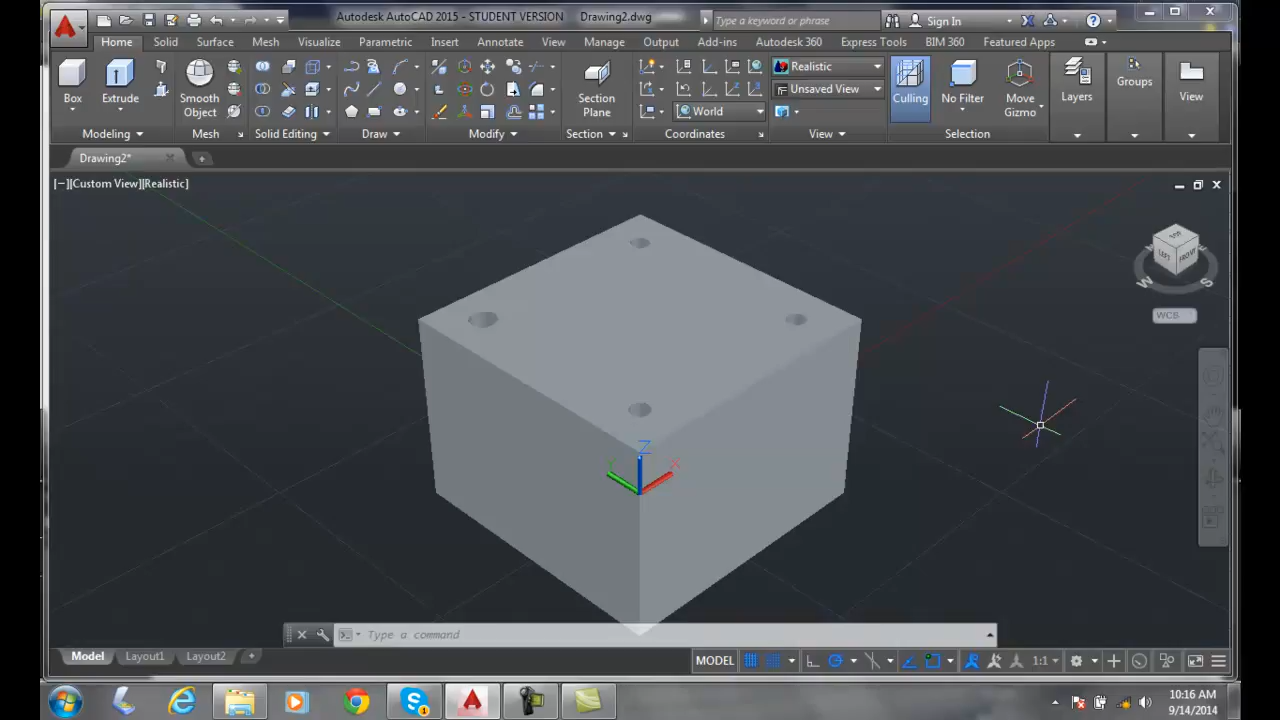 Autodesk AutoCAD 2015 - STUDENT VERSION Drawing2.dwg Type a keyword or phrase Sign In
Home Solid Surface Mesh Visualize Parametric Insert Annotate View Manage Output Add-ins Autodesk 360 Express Tools BIM 360 Featured Apps
Realistic
Unsaved View
World
Box Extrude Smooth Object Section Plane Culling No Filter Move Gizmo Layers Groups View
Modeling Mesh Solid Editing Draw Modify Section Coordinates View Selection
Drawing2*
[−][Custom View][Realistic]
TOP
LEFT FRONT
W S
WCS
Z
X
Type a command
Model Layout1 Layout2 MODEL 1:1
10:16 AM
9/14/2014